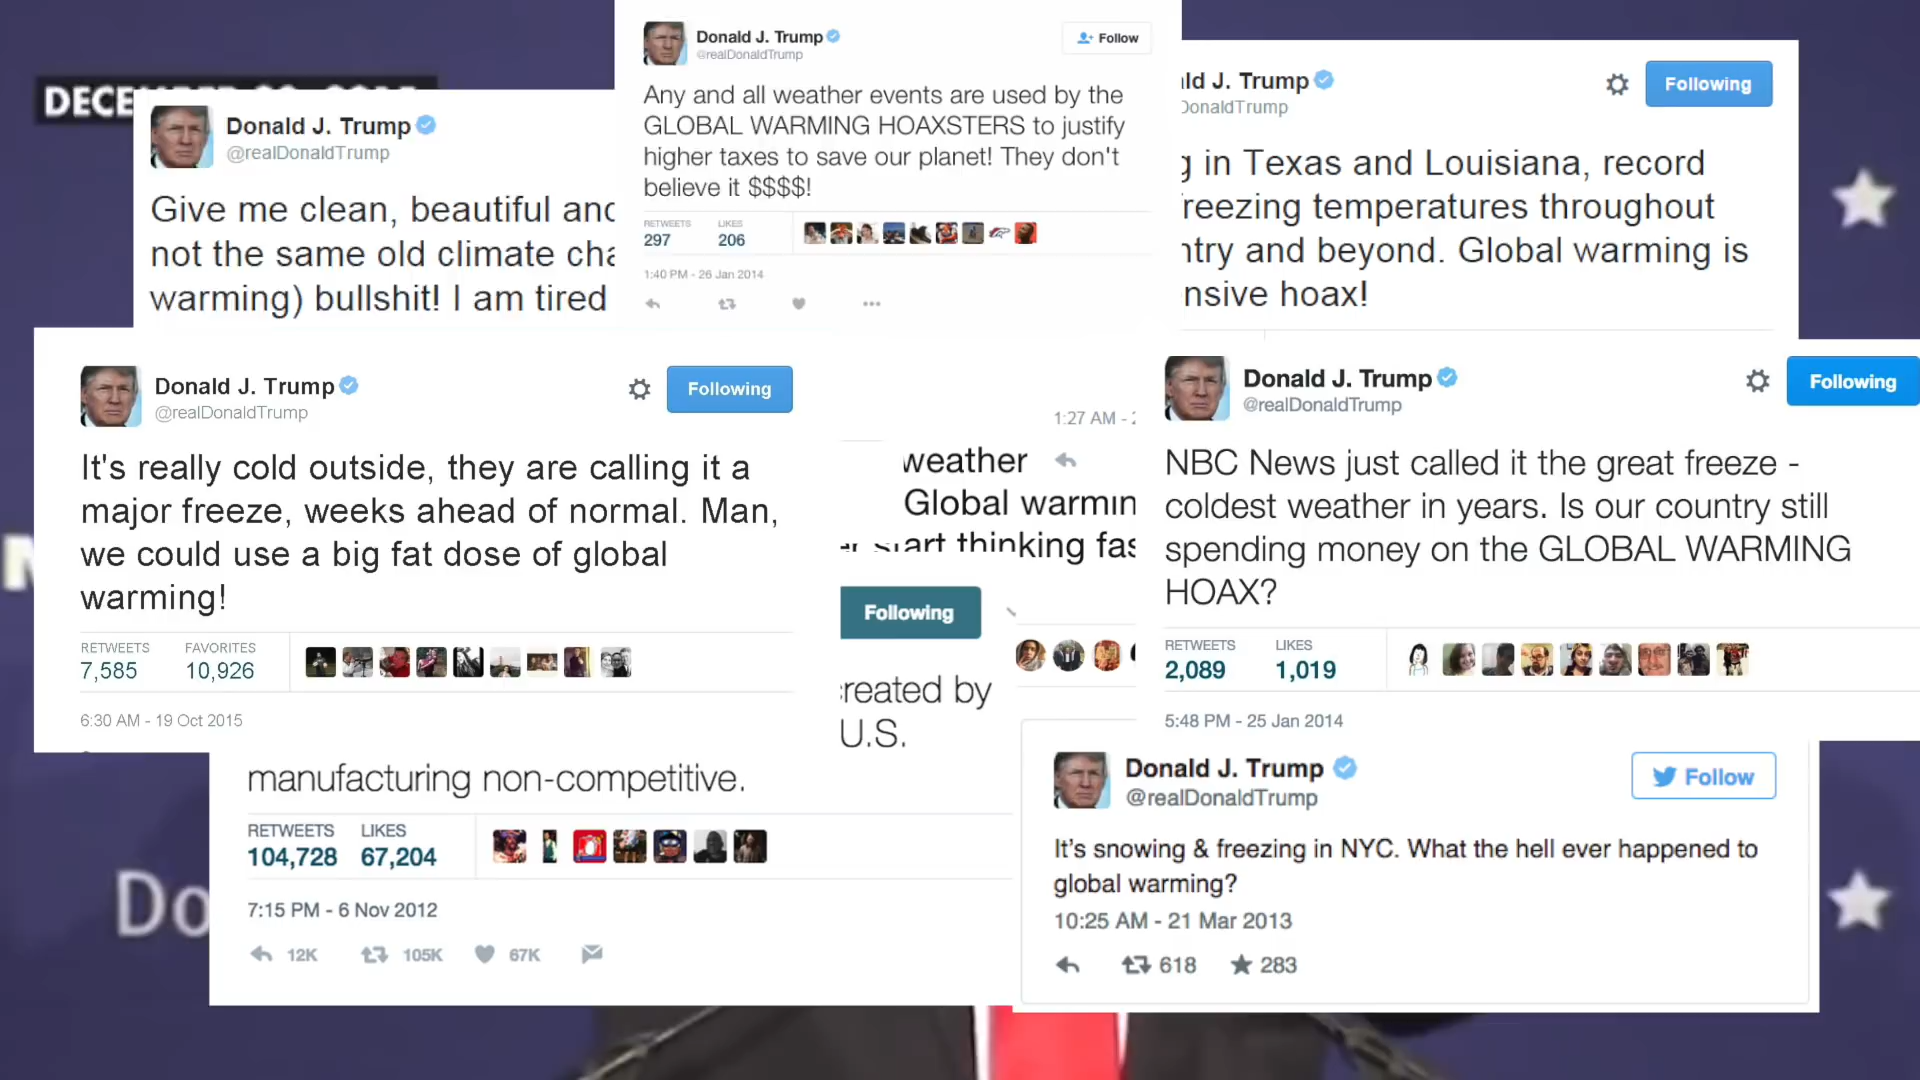 DECE
Donald J. Trump
@realDonaldTrump
Give me clean, beautiful and
not the same old climate cha
warming) bullshit! I am tired
Donald J. Trump
@realDonaldTrump
Follow
Any and all weather events are used by the
GLOBAL WARMING HOAXSTERS to justify
higher taxes to save our planet! They don't
believe it $$$$!
RETWEETS LIKES
297 206
1:40 PM - 26 Jan 2014
ld J. Trump
DonaldTrump
Following
g in Texas and Louisiana, record
freezing temperatures throughout
ntry and beyond. Global warming is
nsive hoax!
Donald J. Trump
@realDonaldTrump
Following
It's really cold outside, they are calling it a
major freeze, weeks ahead of normal. Man,
we could use a big fat dose of global
warming!
RETWEETS FAVORITES
7,585 10,926
6:30 AM - 19 Oct 2015
1:27 AM -
weather
Global warmin
start thinking fas
Following
created by
U.S.
manufacturing non-competitive.
RETWEETS LIKES
104,728 67,204
7:15 PM - 6 Nov 2012
12K 105K 67K
Donald J. Trump
@realDonaldTrump
Following
NBC News just called it the great freeze -
coldest weather in years. Is our country still
spending money on the GLOBAL WARMING
HOAX?
RETWEETS LIKES
2,089 1,019
5:48 PM - 25 Jan 2014
Donald J. Trump
@realDonaldTrump
Follow
It's snowing & freezing in NYC. What the hell ever happened to
global warming?
10:25 AM - 21 Mar 2013
618 283
N
Do